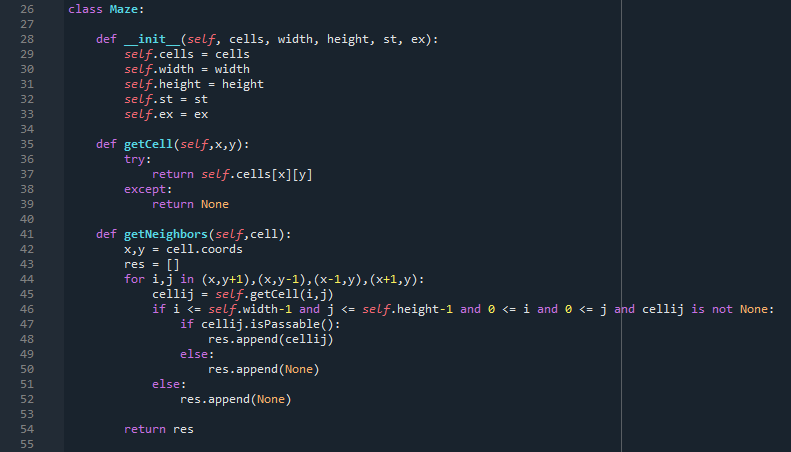 26 class Maze:
27
28     def __init__(self, cells, width, height, st, ex):
29         self.cells = cells
30         self.width = width
31         self.height = height
32         self.st = st
33         self.ex = ex
34
35     def getCell(self,x,y):
36         try:
37             return self.cells[x][y]
38         except:
39             return None
40
41     def getNeighbors(self,cell):
42         x,y = cell.coords
43         res = []
44         for i,j in (x,y+1),(x,y-1),(x-1,y),(x+1,y):
45             cellij = self.getCell(i,j)
46             if i <= self.width-1 and j <= self.height-1 and 0 <= i and 0 <= j and cellij is not None:
47                 if cellij.isPassable():
48                     res.append(cellij)
49                 else:
50                     res.append(None)
51             else:
52                 res.append(None)
53
54         return res
55